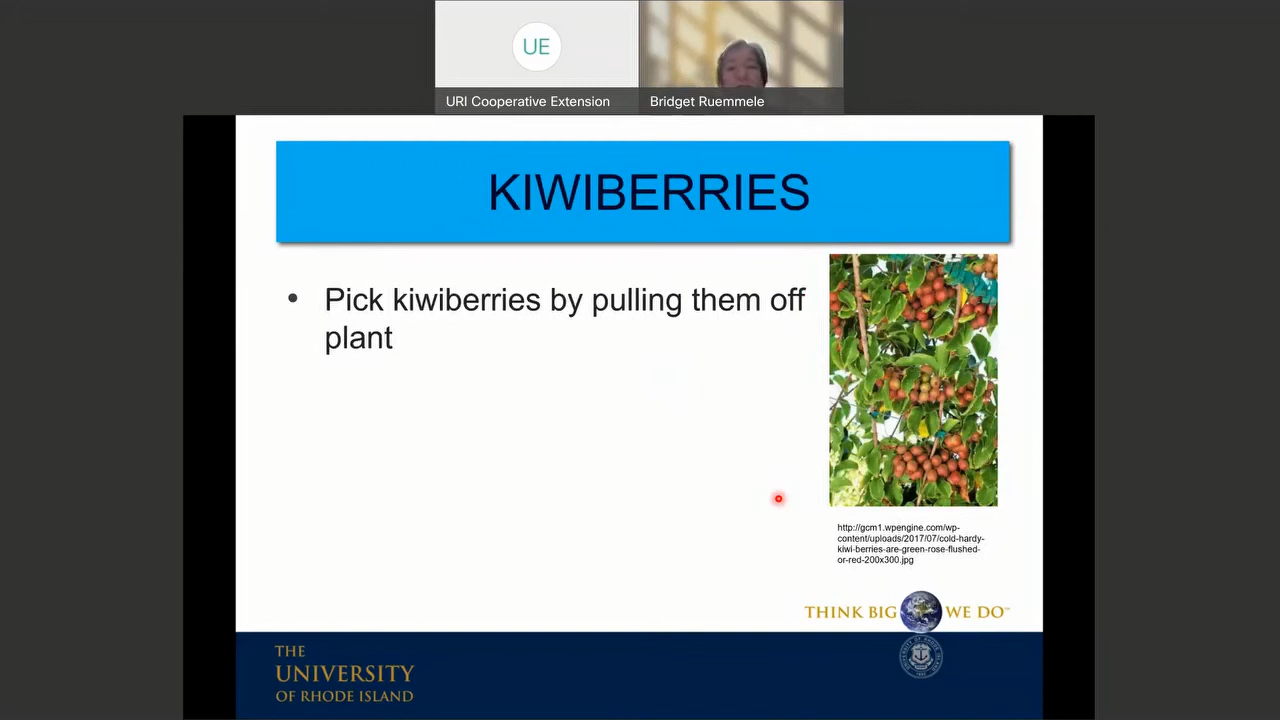 UE
URI Cooperative Extension
Bridget Ruemmele
KIWIBERRIES
• Pick kiwiberries by pulling them off
plant
http://gcm1.wpengine.com/wp-
content/uploads/2017/07/cold-hardy-
kiwi-berries-are-green-rose-flushed-
or-red-200x300.jpg
THINK BIG WE DO™
THE
UNIVERSITY
OF RHODE ISLAND